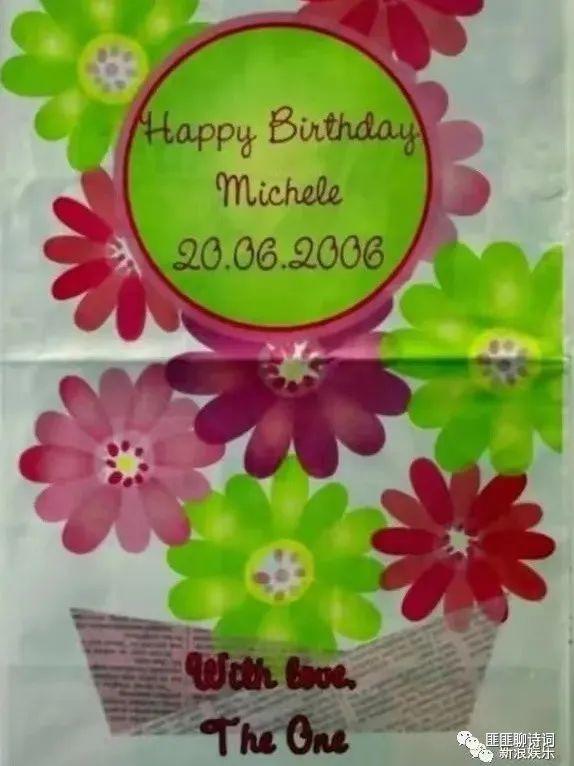 Happy Birthday
Michele
20.06.2006
With love.
The One
匪匪聊诗词
新浪娱乐